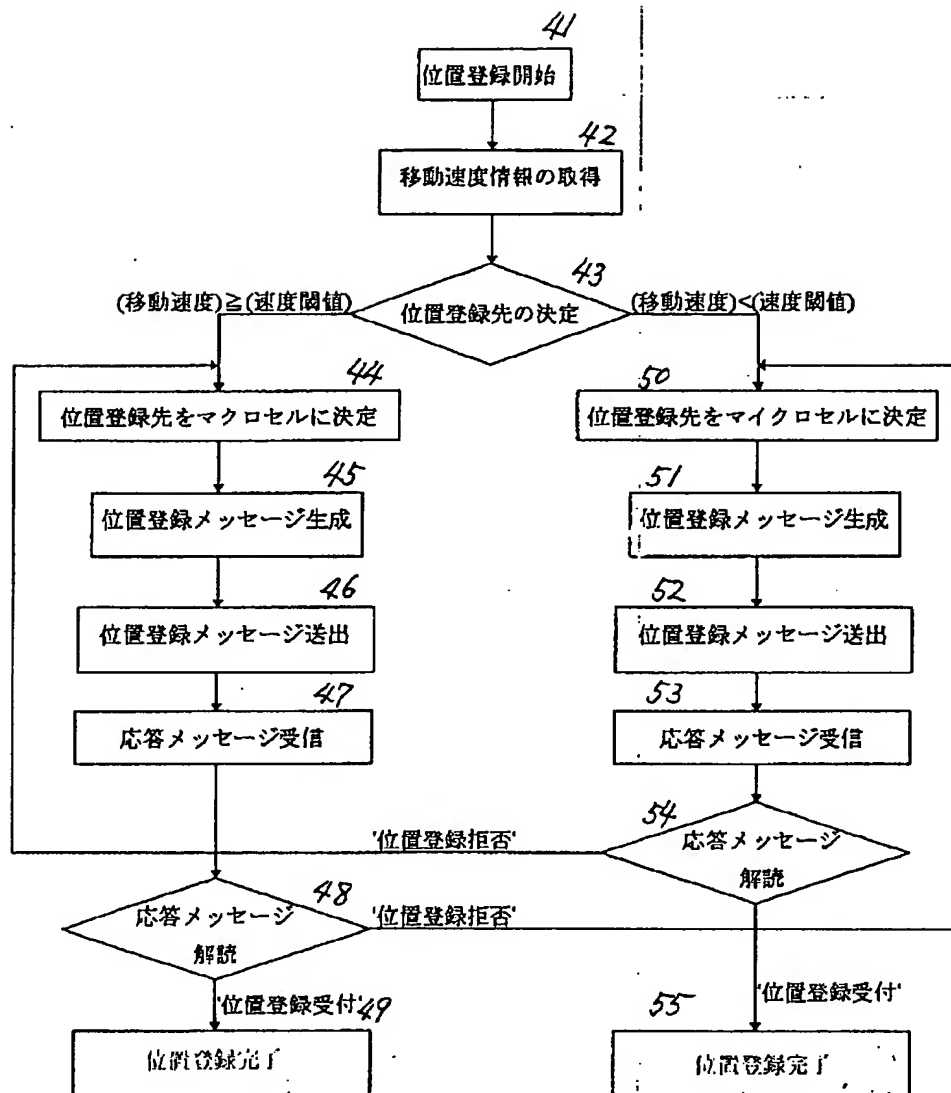 41
位置登録開始
42
移動速度情報の取得
43
(移動速度)≧(速度閾値)
位置登録先の決定
(移動速度)<(速度閾値)
44
50
位置登録先をマクロセルに決定
位置登録先をマイクロセルに決定
45
51
位置登録メッセージ生成
位置登録メッセージ生成
46
52
位置登録メッセージ送出
位置登録メッセージ送出
47
53
応答メッセージ受信
応答メッセージ受信
54
'位置登録拒否'
応答メッセージ
解読
48
応答メッセージ
解読
'位置登録拒否'
'位置登録受付'
49
55
'位置登録受付'
位置登録完了
位置登録完了